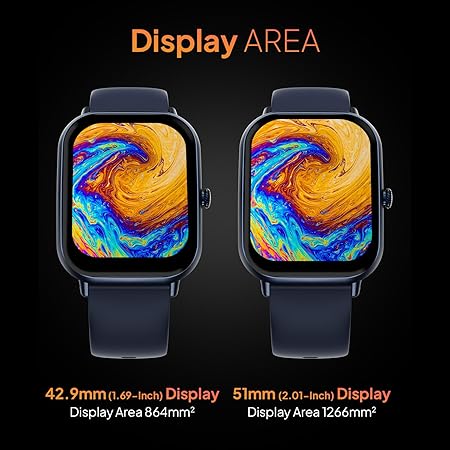 Display AREA
42.9mm (1.69-Inch) Display
Display Area 864mm²
51mm (2.01-Inch) Display
Display Area 1266mm²